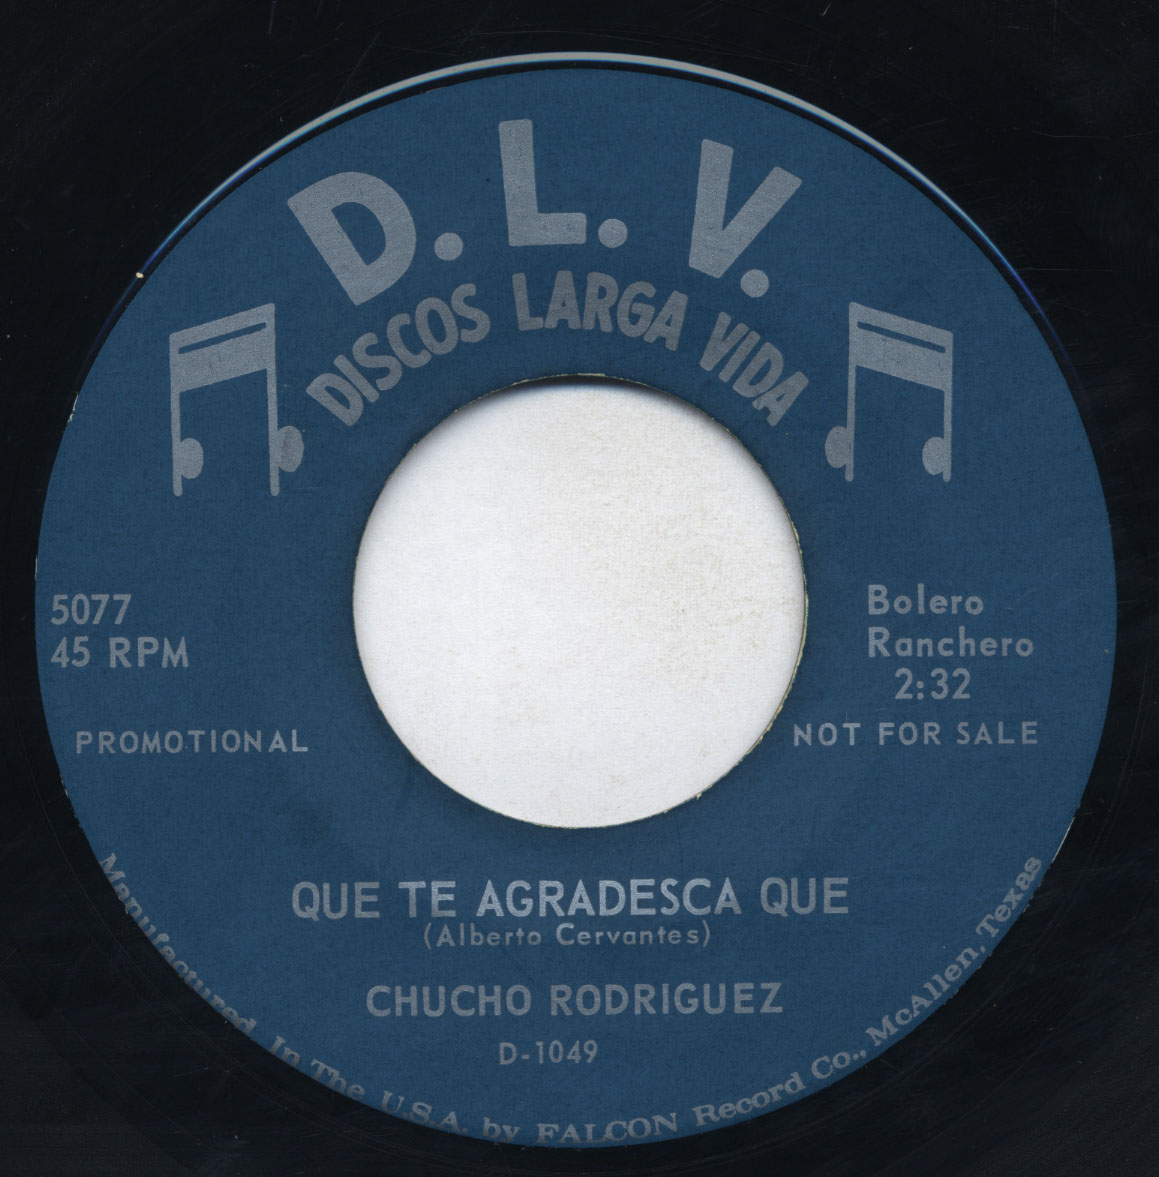 D. L. V.
DISCOS LARGA VIDA
5077
45 RPM
PROMOTIONAL
Bolero
Ranchero
2:32
NOT FOR SALE
QUE TE AGRADESCA QUE
(Alberto Cervantes)
CHUCHO RODRIGUEZ
D-1049
Manufactured In The U.S.A. by FALCON Record Co., McAllen, Texas